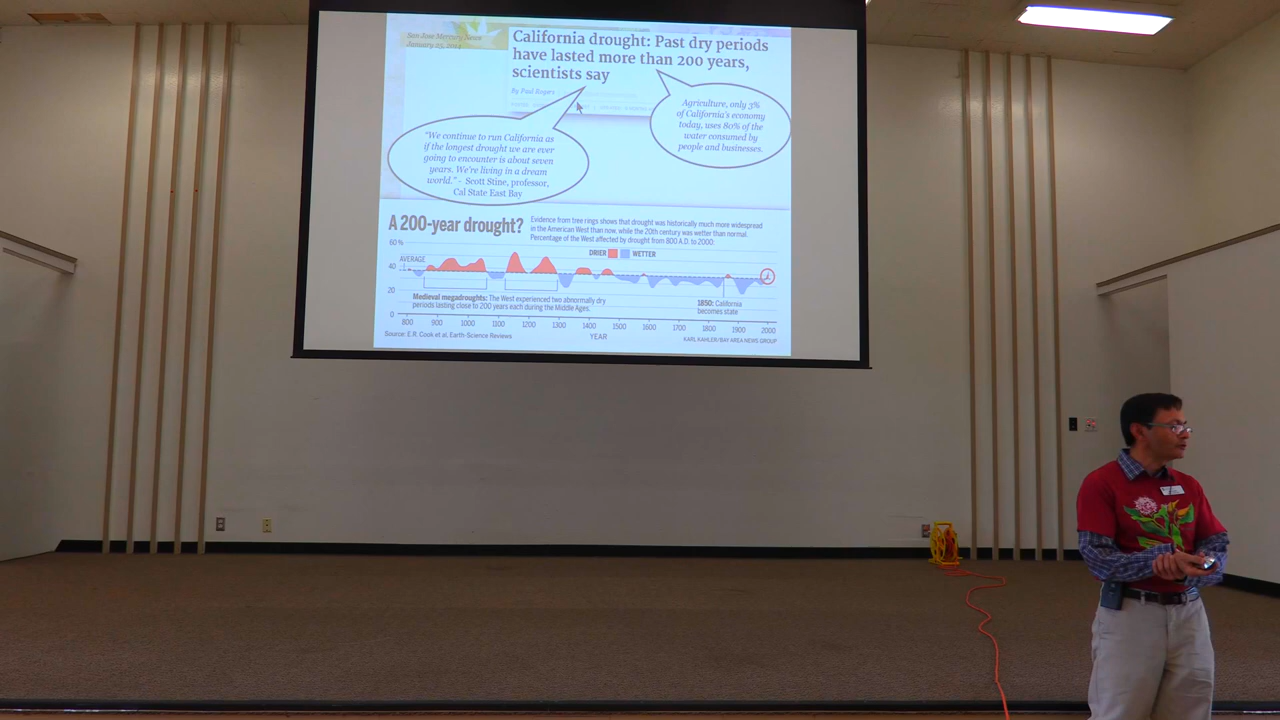 San Jose Mercury News
January 25, 2014
California drought: Past dry periods
have lasted more than 200 years,
scientists say
By Paul Rogers
"We continue to run California as
if the longest drought we are ever
going to encounter is about seven
years. We're living in a dream
world." - Scott Stine, professor,
Cal State East Bay
Agriculture, only 3%
of California's economy
today, uses 80% of the
water consumed by
people and businesses.
A 200-year drought?
Evidence from tree rings shows that drought was historically much more widespread
in the American West than now, while the 20th century was wetter than normal.
Percentage of the West affected by drought from 800 A.D. to 2000:
DRIER WETTER
60%
AVERAGE
40
20
0
Medieval megadroughts: The West experienced two abnormally dry
periods lasting close to 200 years each during the Middle Ages.
1850: California
becomes state
800 900 1000 1100 1200 1300 1400 1500 1600 1700 1800 1900 2000
YEAR
Source: E.R. Cook et al, Earth-Science Reviews
KARL KAHLER/BAY AREA NEWS GROUP